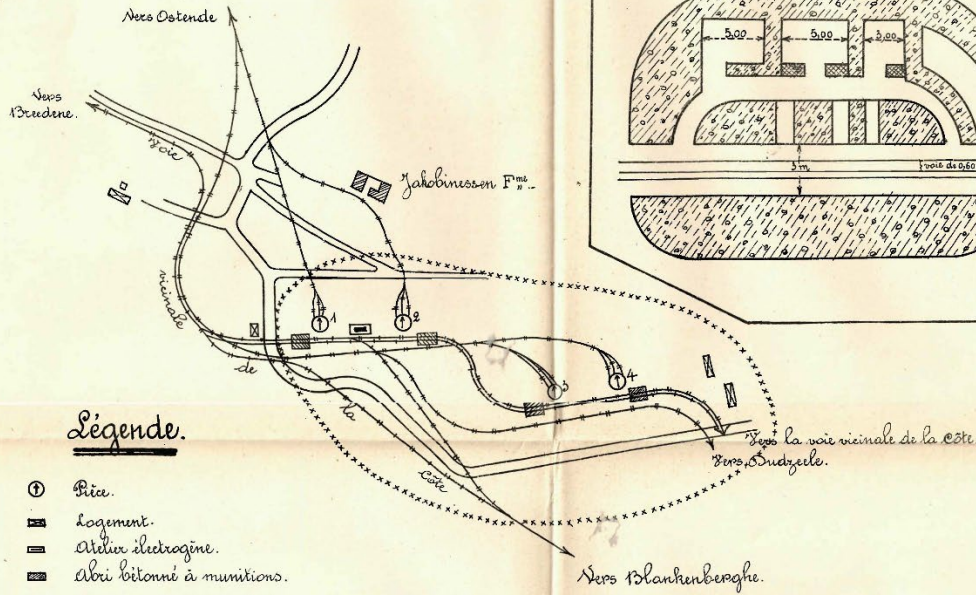 Vers Ostende
Vers
Breedene.
voie
vicinale
de
la
côte
Jakobinessen Fme
1
2
3
4
5,00
5,00
3,00
3 m
voie de 0,60
Vers la voie vicinale de la Côte
Vers Dudzeele.
Vers Blankenberghe.
Légende.
Pièce.
Logement.
Atelier électrogène.
Abri bétonné à munitions.